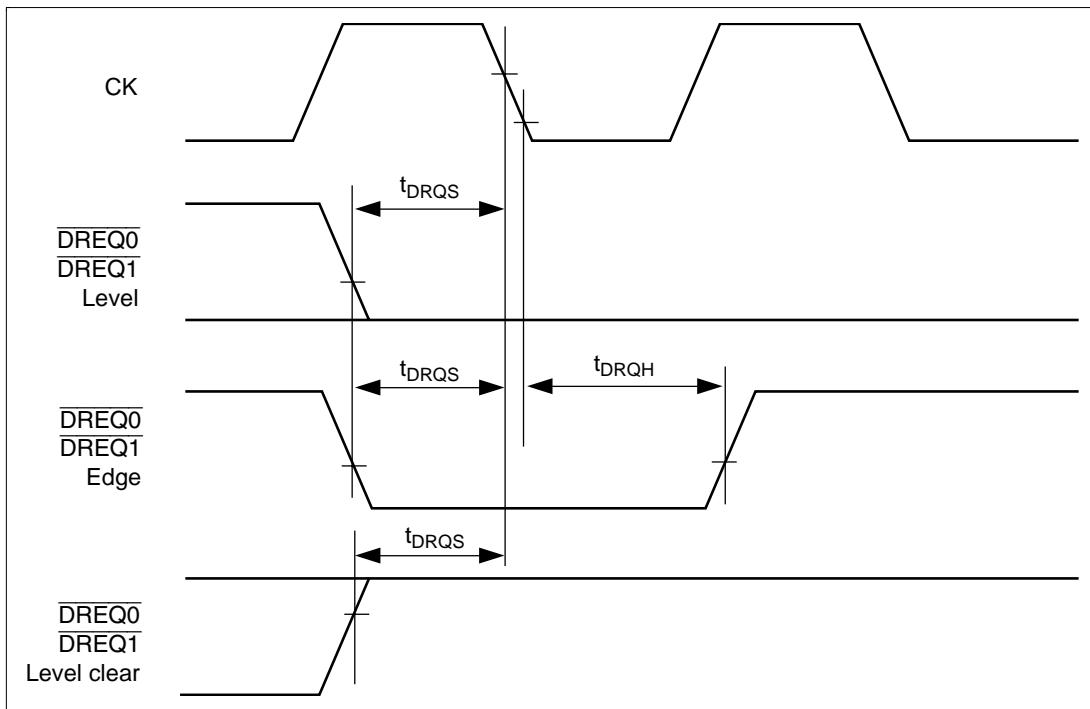 CK
tDRQS
DREQ0
DREQ1
Level
tDRQS
tDRQH
DREQ0
DREQ1
Edge
tDRQS
DREQ0
DREQ1
Level clear